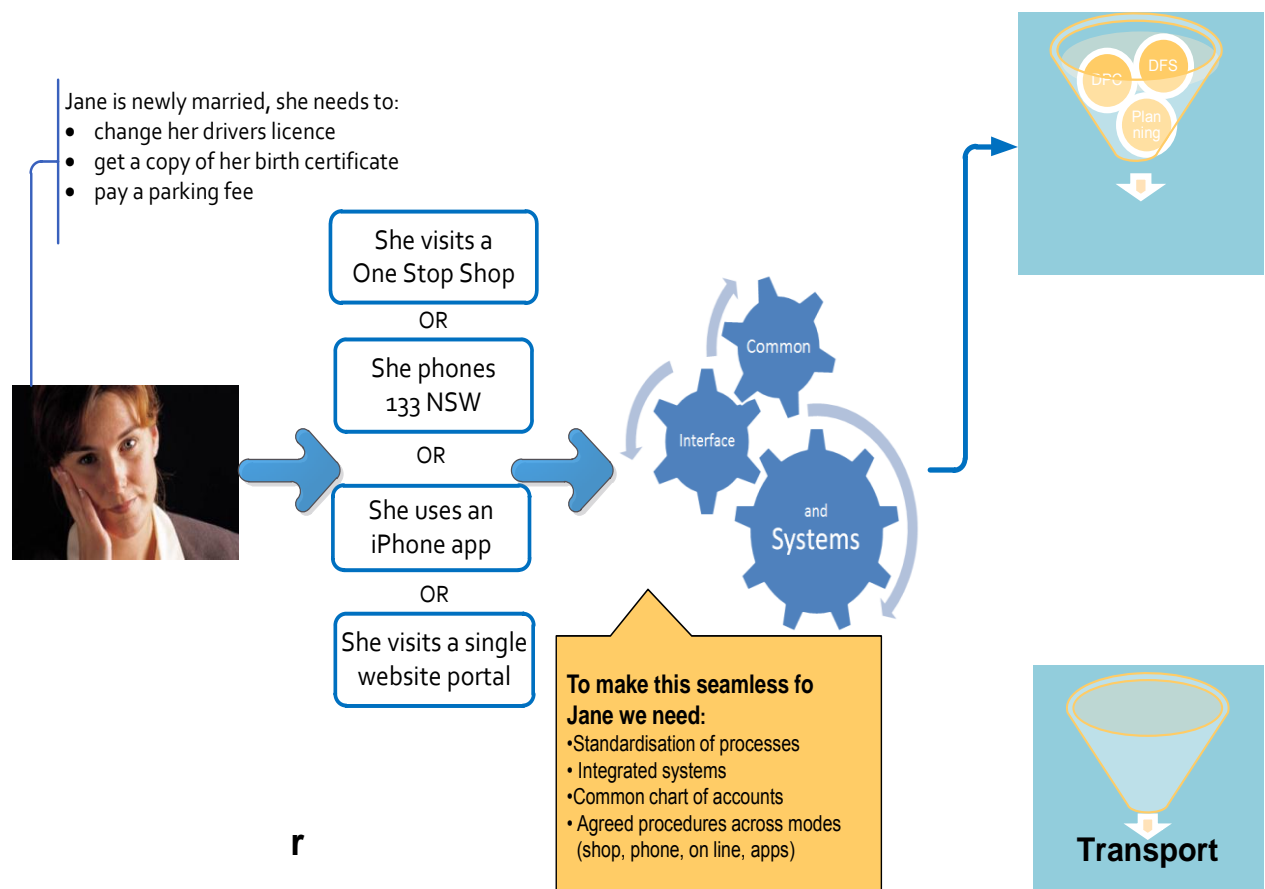 Jane is newly married, she needs to:
• change her drivers licence
• get a copy of her birth certificate
• pay a parking fee
She visits a
One Stop Shop
OR
She phones
133 NSW
OR
She uses an
iPhone app
OR
She visits a single
website portal
Common
Interface
and
Systems
To make this seamless fo
Jane we need:
•Standardisation of processes
• Integrated systems
•Common chart of accounts
• Agreed procedures across modes
(shop, phone, on line, apps)
r
DPC
DFS
Plan
ning
Transport